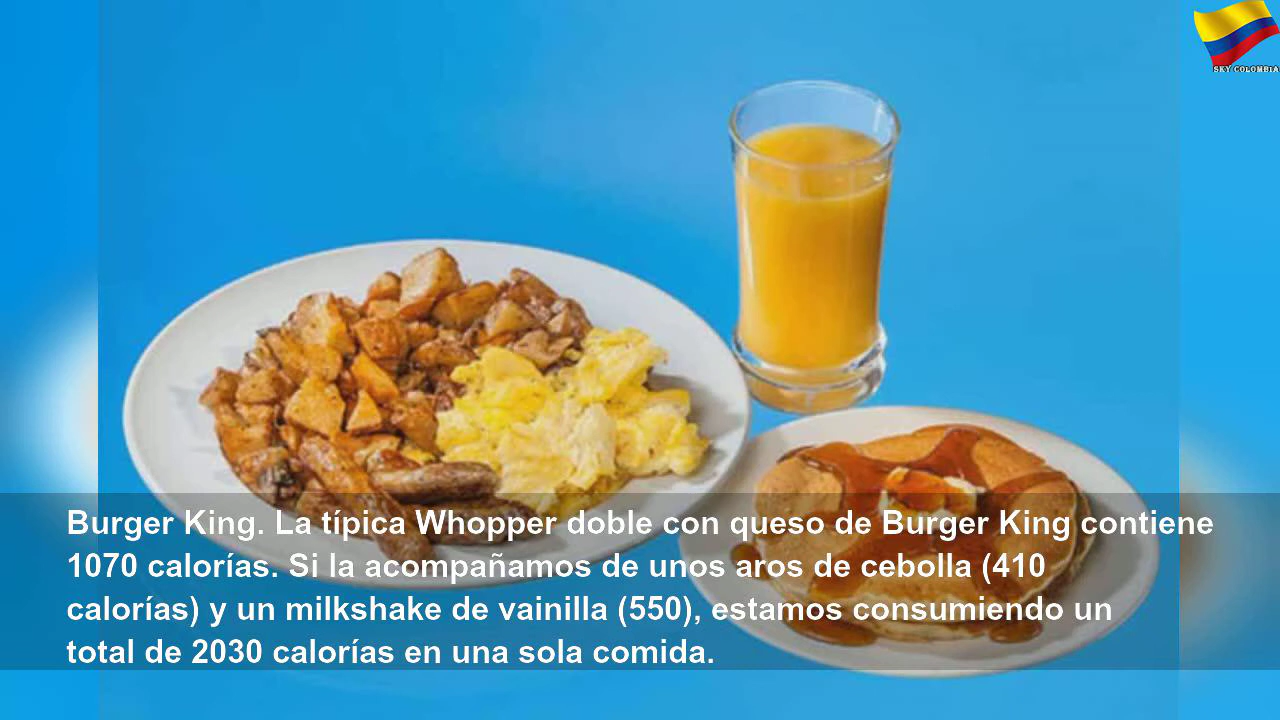 SKY COLOMBIA
Burger King. La típica Whopper doble con queso de Burger King contiene
1070 calorías. Si la acompañamos de unos aros de cebolla (410
calorías) y un milkshake de vainilla (550), estamos consumiendo un
total de 2030 calorías en una sola comida.